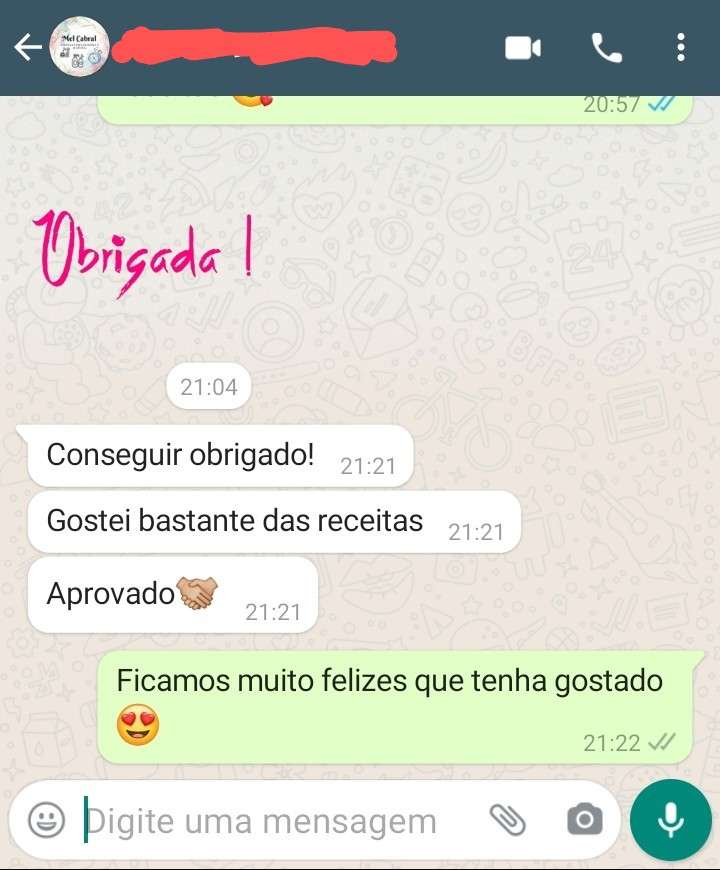 Mel Cabral
20:57
Obrigada !
21:04
Conseguir obrigado! 21:21
Gostei bastante das receitas 21:21
Aprovado🤝 21:21
Ficamos muito felizes que tenha gostado
😍 21:22
Digite uma mensagem